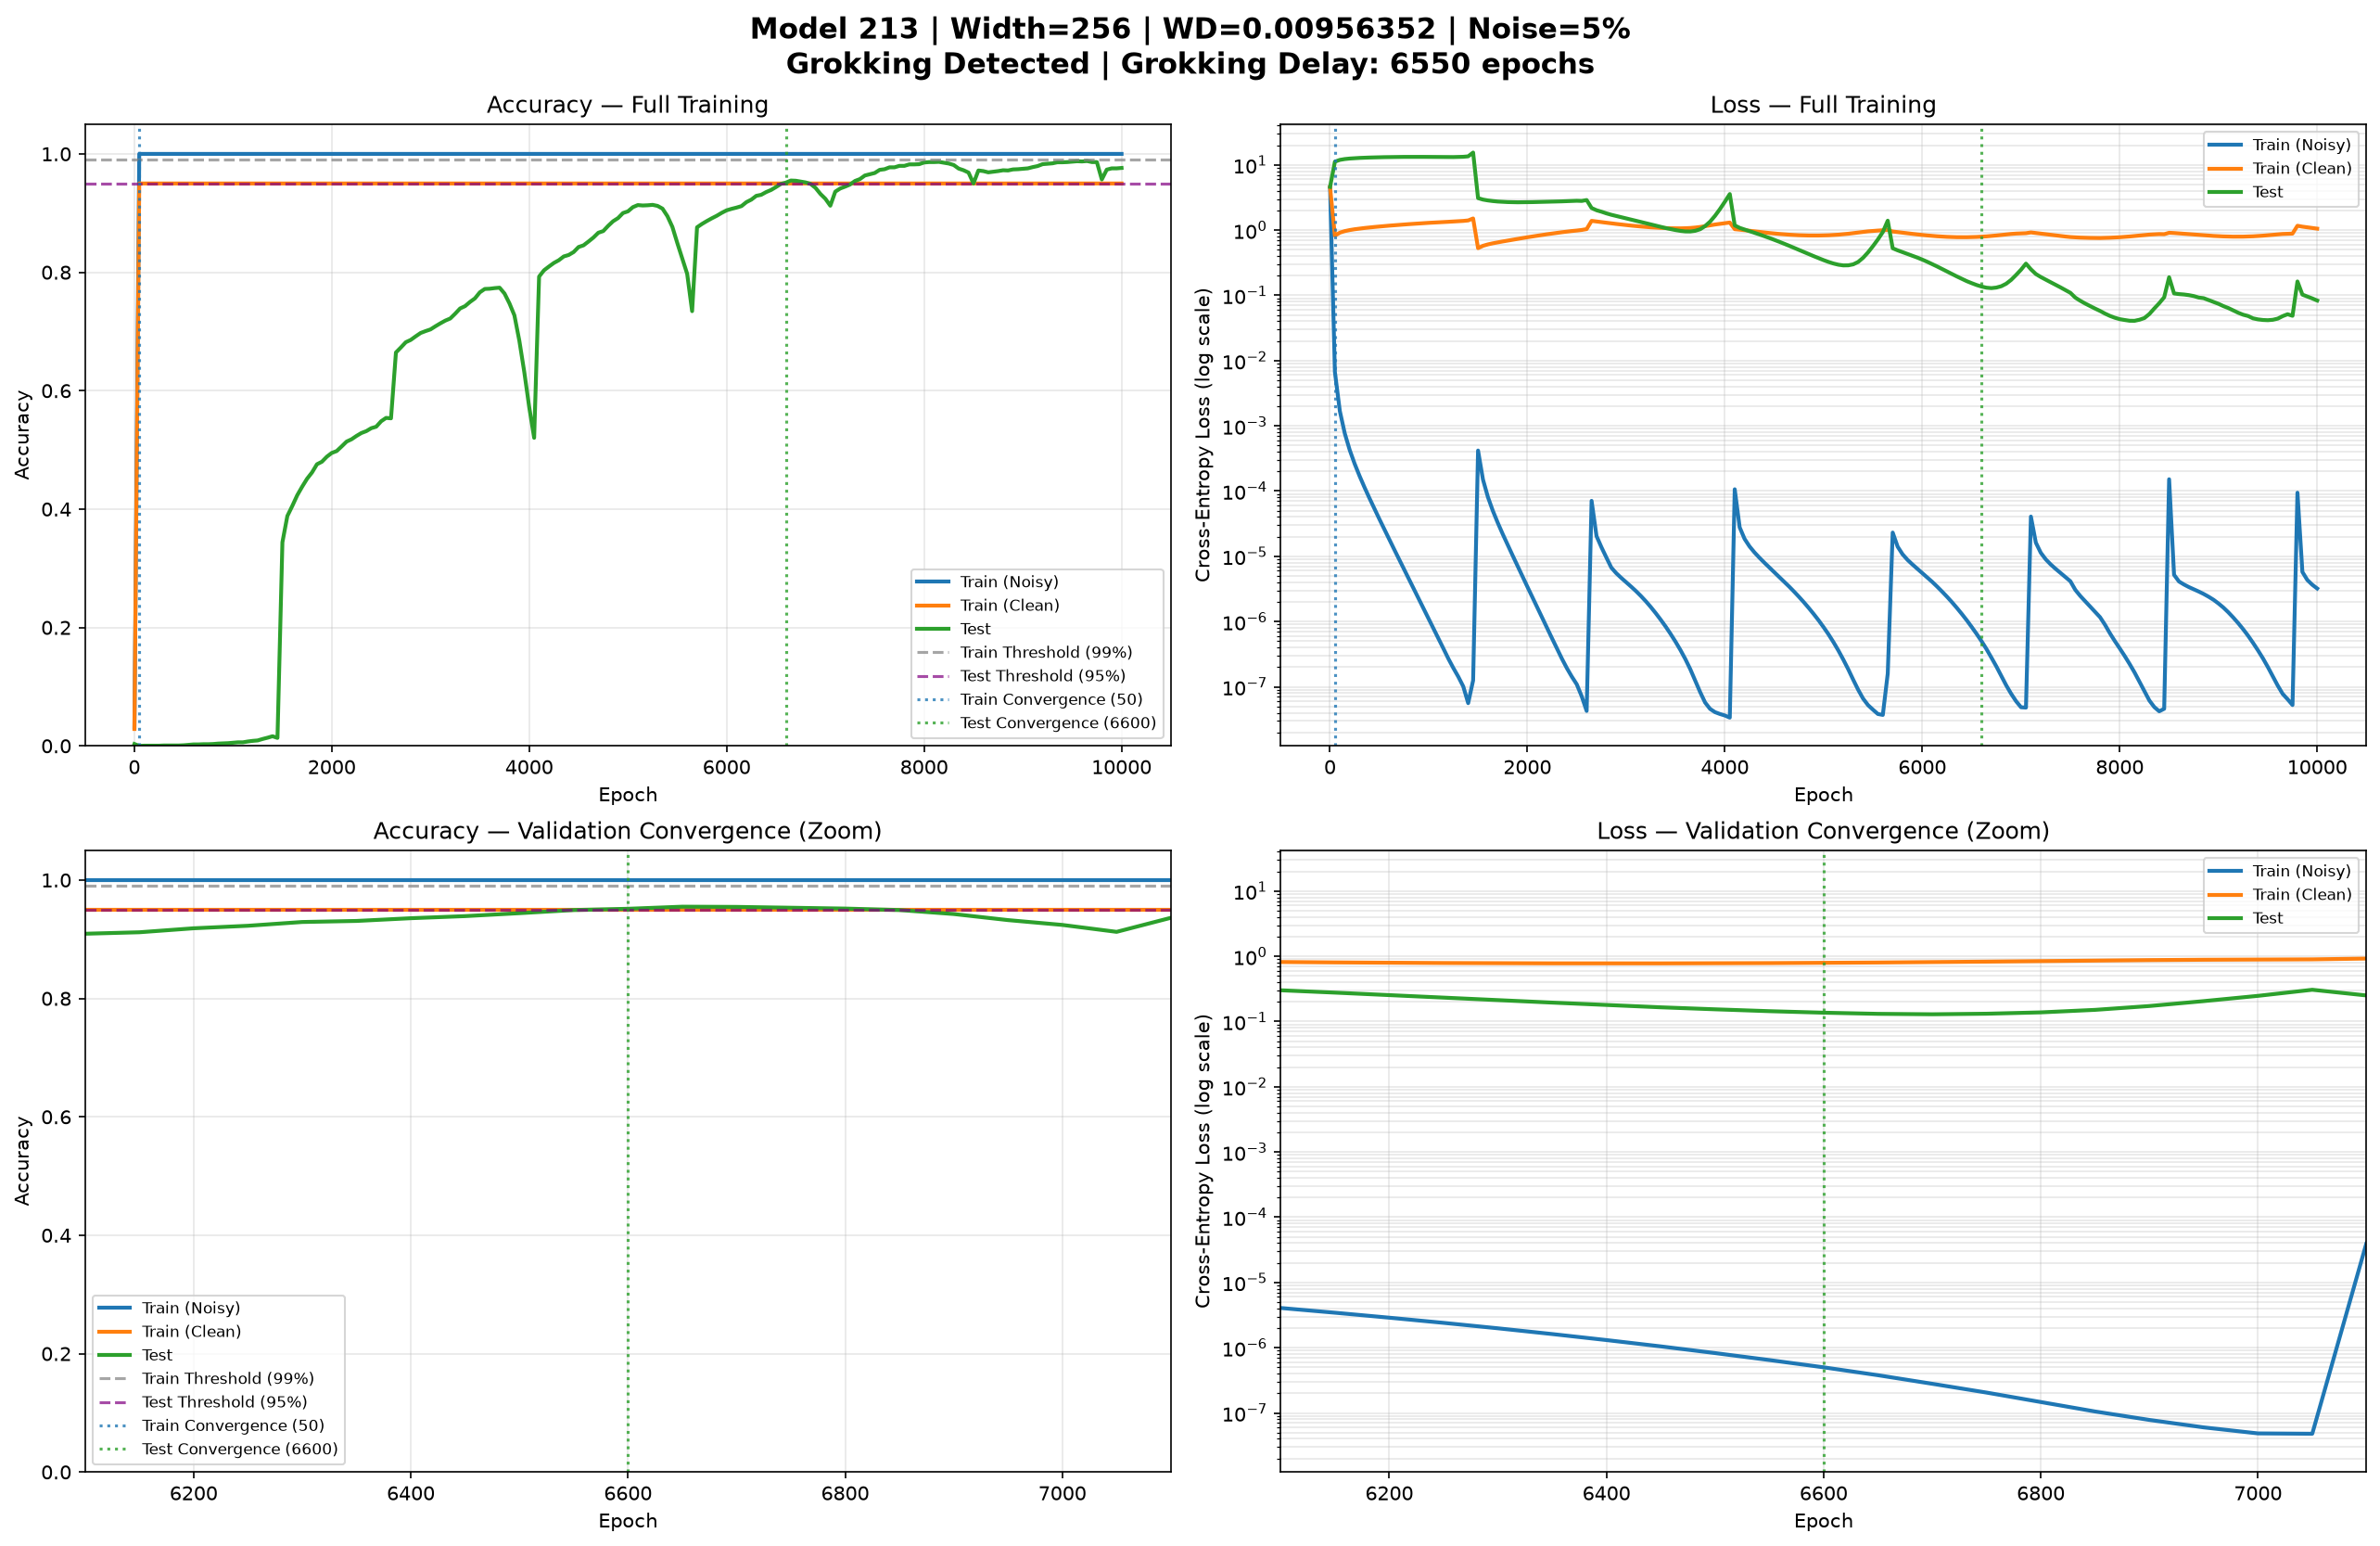 Model 213 | Width=256 | WD=0.00956352 | Noise=5%
Grokking Detected | Grokking Delay: 6550 epochs
Accuracy — Full Training
Accuracy
1.0
0.8
0.6
0.4
0.2
0.0
0
2000
4000
6000
8000
10000
Epoch
Train (Noisy)
Train (Clean)
Test
Train Threshold (99%)
Test Threshold (95%)
Train Convergence (50)
Test Convergence (6600)
Loss — Full Training
Cross-Entropy Loss (log scale)
10¹
10⁰
10⁻¹
10⁻²
10⁻³
10⁻⁴
10⁻⁵
10⁻⁶
10⁻⁷
0
2000
4000
6000
8000
10000
Epoch
Train (Noisy)
Train (Clean)
Test
Accuracy — Validation Convergence (Zoom)
Accuracy
1.0
0.8
0.6
0.4
0.2
0.0
6200
6400
6600
6800
7000
Epoch
Train (Noisy)
Train (Clean)
Test
Train Threshold (99%)
Test Threshold (95%)
Train Convergence (50)
Test Convergence (6600)
Loss — Validation Convergence (Zoom)
Cross-Entropy Loss (log scale)
10¹
10⁰
10⁻¹
10⁻²
10⁻³
10⁻⁴
10⁻⁵
10⁻⁶
10⁻⁷
6200
6400
6600
6800
7000
Epoch
Train (Noisy)
Train (Clean)
Test